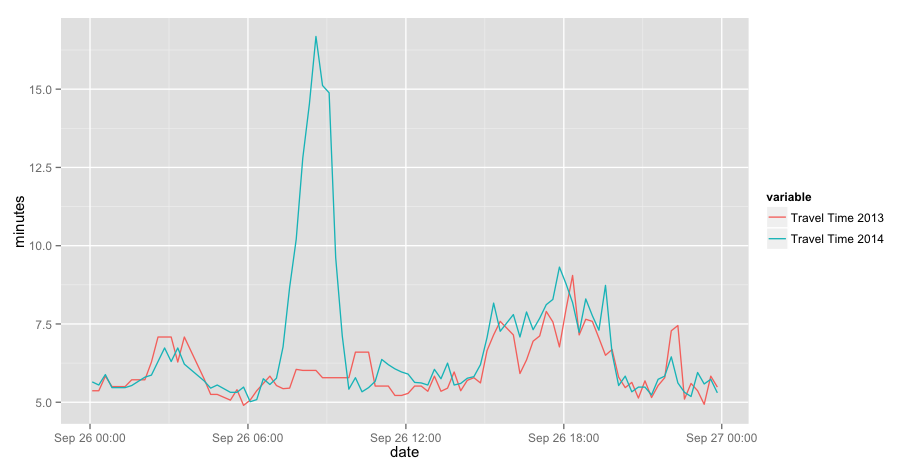 15.0
12.5
10.0
7.5
5.0
minutes
Sep 26 00:00
Sep 26 06:00
Sep 26 12:00
Sep 26 18:00
Sep 27 00:00
date
variable
Travel Time 2013
Travel Time 2014